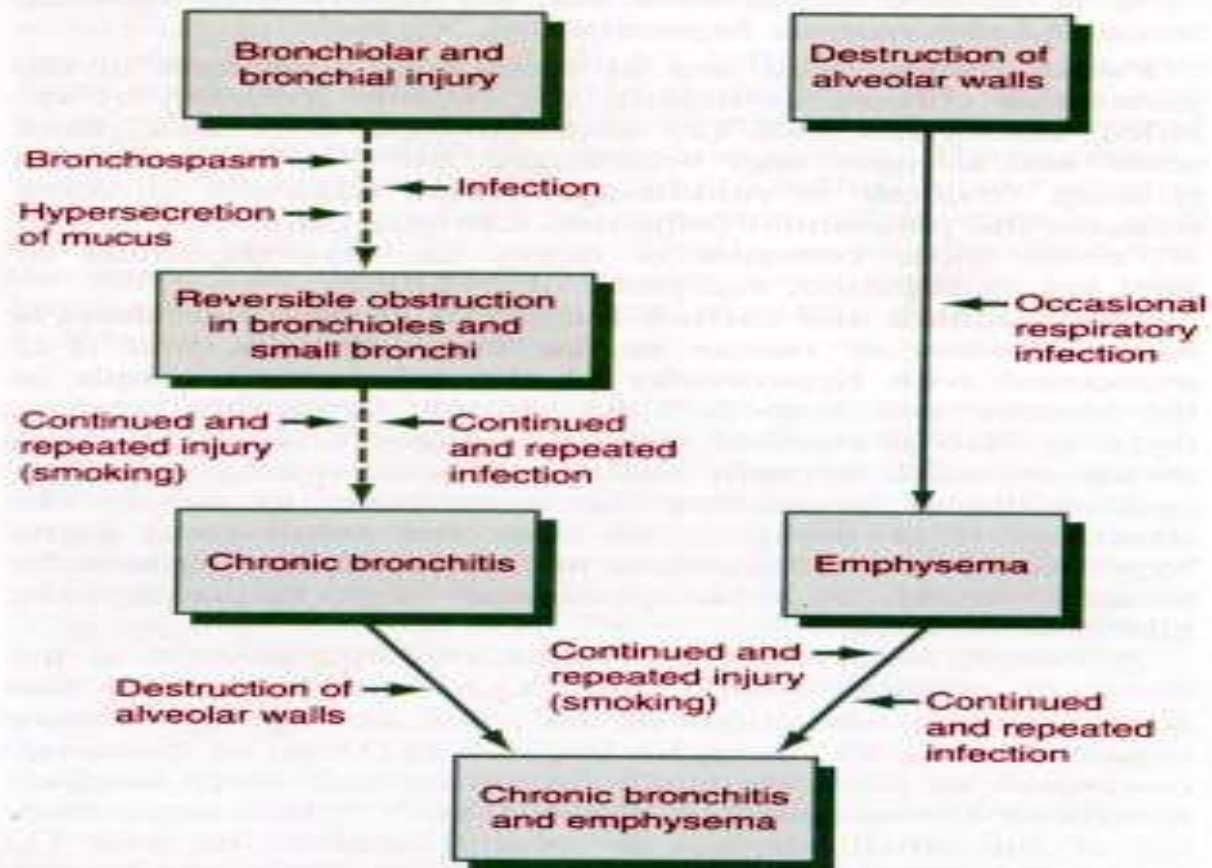 Bronchiolar and
bronchial injury
Destruction of
alveolar walls
Bronchospasm
Infection
Hypersecretion
of mucus
Reversible obstruction
in bronchioles and
small bronchi
Occasional
respiratory
infection
Continued and
repeated injury
(smoking)
Continued
and repeated
infection
Chronic bronchitis
Emphysema
Destruction of
alveolar walls
Continued and
repeated injury
(smoking)
Continued
and repeated
infection
Chronic bronchitis
and emphysema